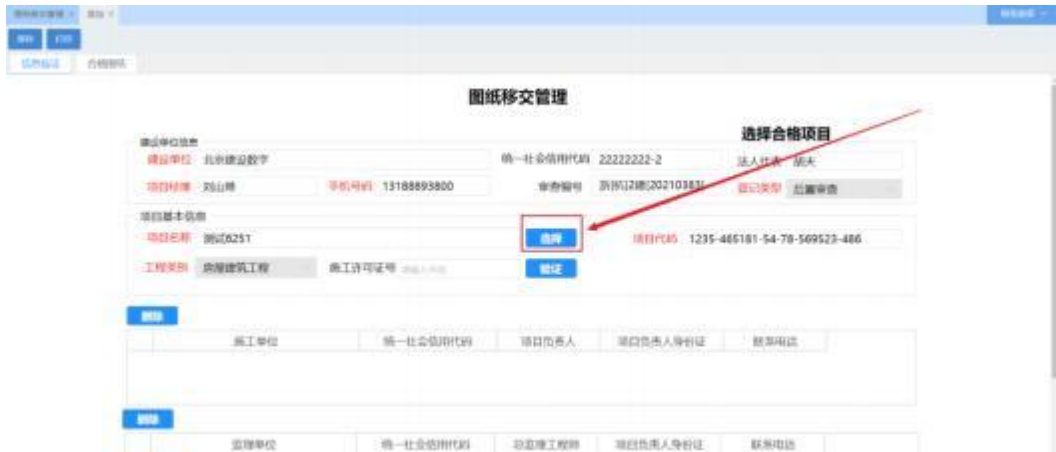 图纸移交管理
选择合格项目
建设单位信息
建设单位 北京建设数字 统一社会信用代码 22222222-2 法人代表 胡夫
项目经理 手机号码 13188893800 审查编号 登记类型 后置审查
项目基本信息
项目名称 测试6251 选择 项目代码 1235-465181-54-78-569523-486
工程类别 房屋建筑工程 施工许可证号 验证
删除
施工单位 统一社会信用代码 项目负责人 项目负责人身份证 联系电话
删除
监理单位 统一社会信用代码 总监理工程师 项目负责人身份证 联系电话